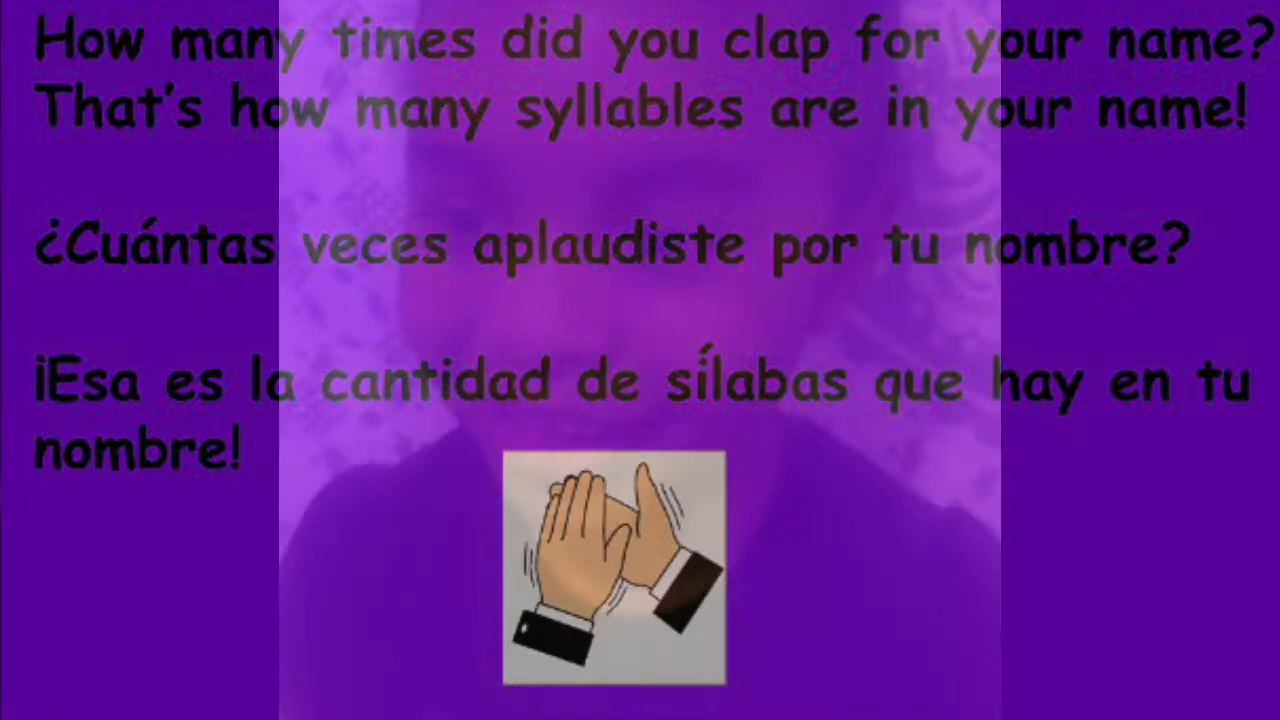 How many times did you clap for your name?
That's how many syllables are in your name!
¿Cuántas veces aplaudiste por tu nombre?
¡Esa es la cantidad de sílabas que hay en tu
nombre!